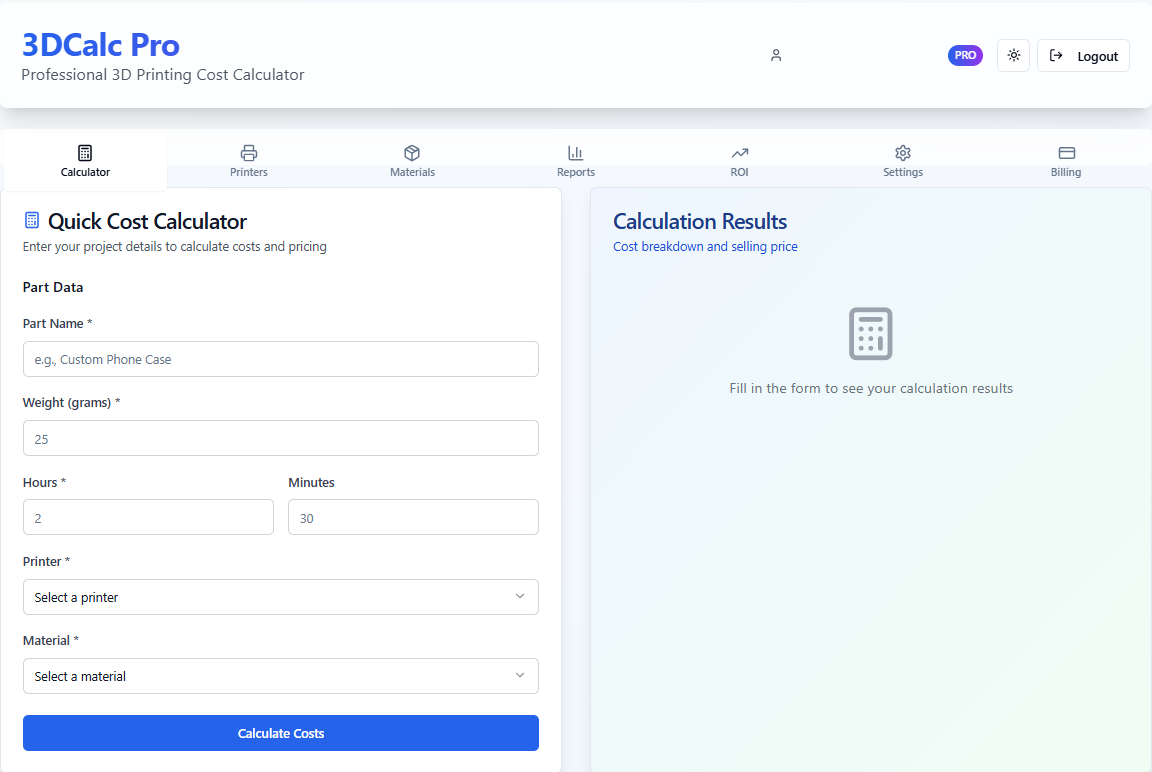 3DCalc Pro
Professional 3D Printing Cost Calculator
PRO
Logout
Calculator
Printers
Materials
Reports
ROI
Settings
Billing
Quick Cost Calculator
Enter your project details to calculate costs and pricing
Part Data
Part Name *
e.g., Custom Phone Case
Weight (grams) *
25
Hours *
Minutes
2
30
Printer *
Select a printer
Material *
Select a material
Calculate Costs
Calculation Results
Cost breakdown and selling price
Fill in the form to see your calculation results